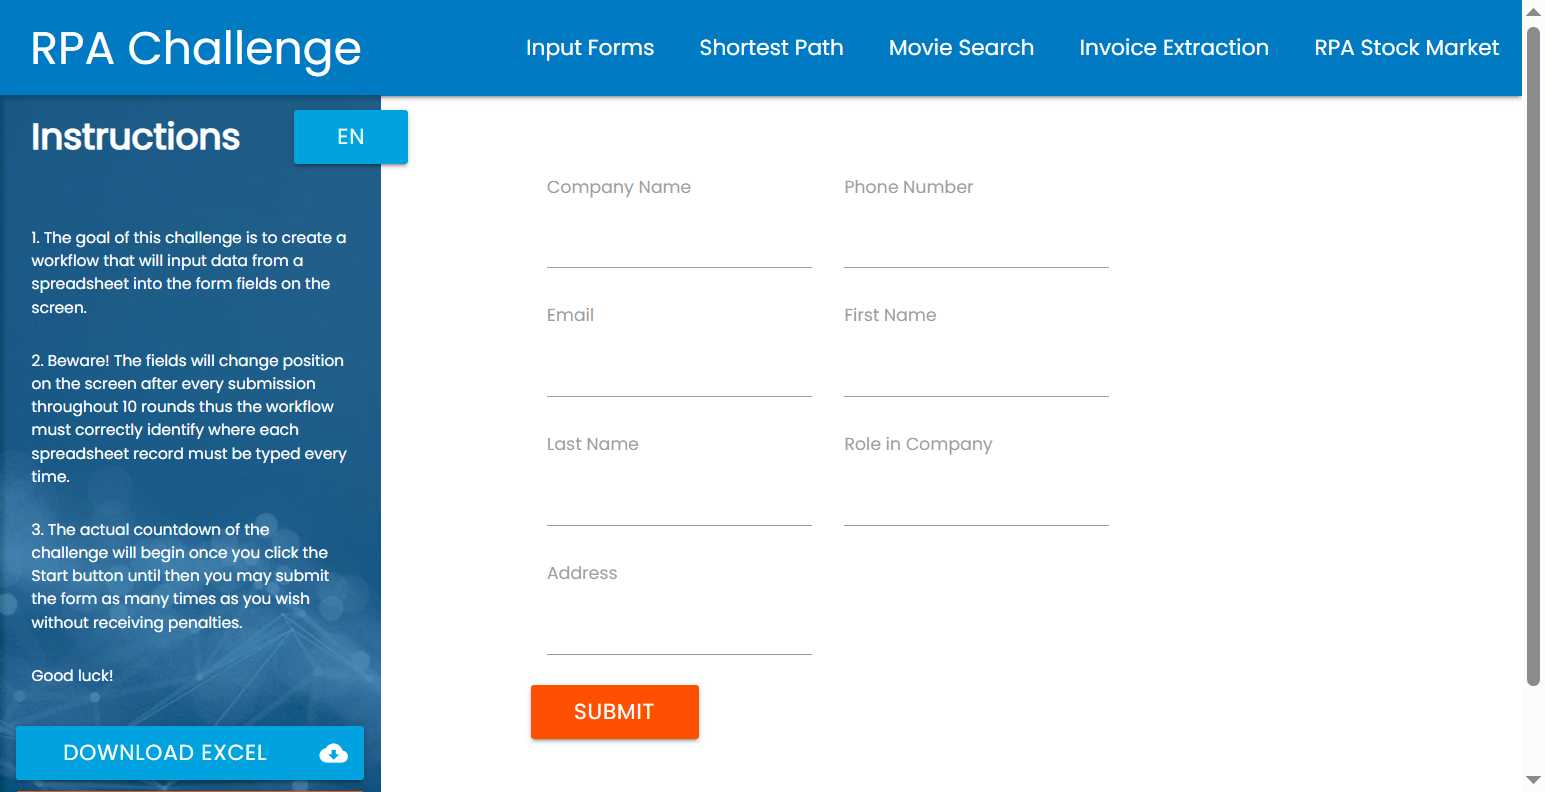 RPA Challenge
Input Forms
Shortest Path
Movie Search
Invoice Extraction
RPA Stock Market
Instructions
EN
1. The goal of this challenge is to create a
workflow that will input data from a
spreadsheet into the form fields on the
screen.
2. Beware! The fields will change position
on the screen after every submission
throughout 10 rounds thus the workflow
must correctly identify where each
spreadsheet record must be typed every
time.
3. The actual countdown of the
challenge will begin once you click the
Start button until then you may submit
the form as many times as you wish
without receiving penalties.
Good luck!
DOWNLOAD EXCEL
Company Name
Phone Number
Email
First Name
Last Name
Role in Company
Address
SUBMIT